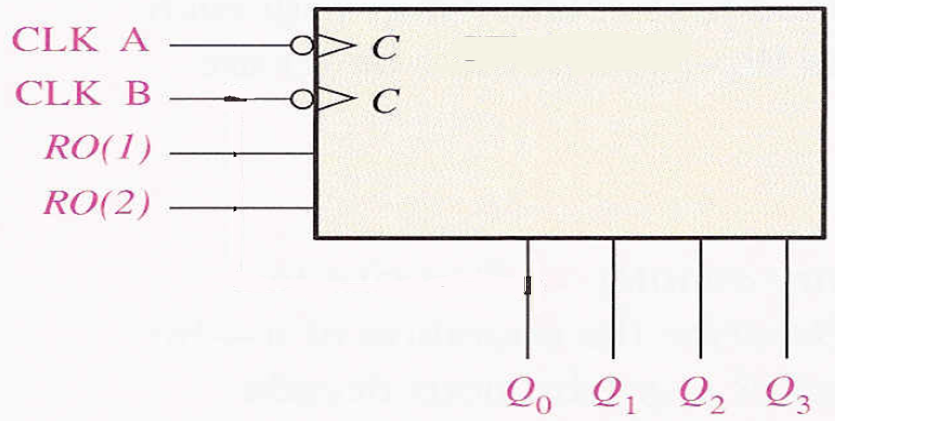 CLK A
C
CLK B
C
RO(1)
RO(2)
Q0 Q1 Q2 Q3